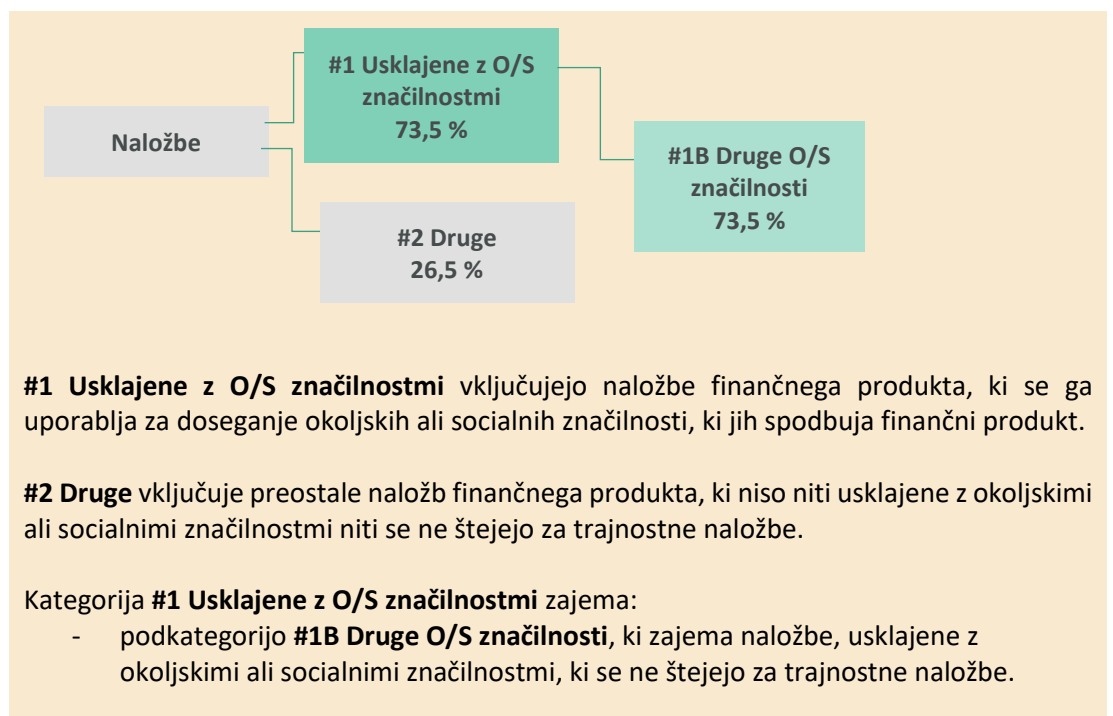 #1 Usklajene z O/S
značilnostmi
73,5 %
Naložbe
#1B Druge O/S
značilnosti
73,5 %
#2 Druge
26,5 %
#1 Usklajene z O/S značilnostmi vključujejo naložbe finančnega produkta, ki se ga
uporablja za doseganje okoljskih ali socialnih značilnosti, ki jih spodbuja finančni produkt.
#2 Druge vključuje preostale naložb finančnega produkta, ki niso niti usklajene z okoljskimi
ali socialnimi značilnostmi niti se ne štejejo za trajnostne naložbe.
Kategorija #1 Usklajene z O/S značilnostmi zajema:
- podkategorijo #1B Druge O/S značilnosti, ki zajema naložbe, usklajene z
okoljskimi ali socialnimi značilnostmi, ki se ne štejejo za trajnostne naložbe.